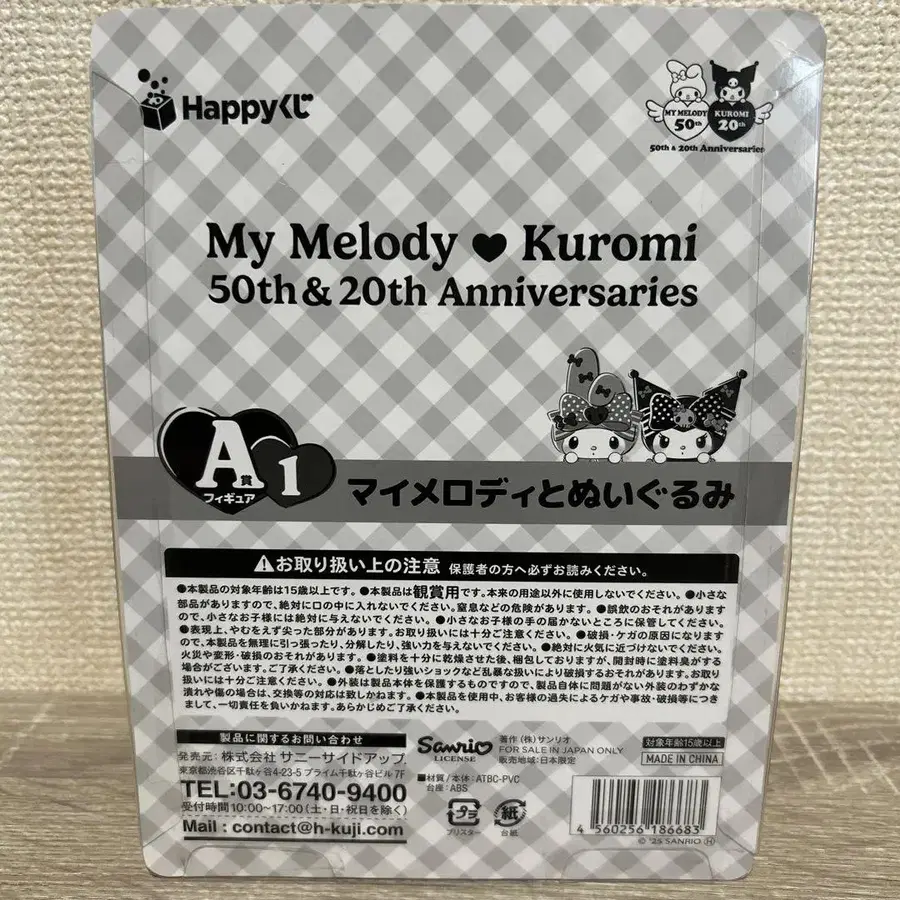 Happyくじ
MY MELODY
50th
KUROMI
20th
50th & 20th Anniversaries
My Melody ♥ Kuromi
50th & 20th Anniversaries
A賞
フィギュア
1
マイメロディとぬいぐるみ
⚠お取り扱い上の注意 保護者の方へ必ずお読みください。
●本製品の対象年齢は15歳以上です。●本製品は観賞用です。本来の用途以外に使用しないでください。●小さな
部品がありますので、絶対に口の中に入れないでください。窒息などの危険があります。●誤飲のおそれがあります
ので、小さなお子様には絶対に与えないでください。●小さなお子様の手の届かないところに保管してください。
●表現上、やむをえず尖った部分があります。お取り扱いには十分ご注意ください。●破損・ケガの原因になります
ので、本製品を無理に引っ張ったり、分解したり、強い力を与えないでください。●絶対に火気に近づけないでください。
火災や変形・破損のおそれがあります。●塗料を十分に乾燥させた後、梱包しておりますが、開封時に塗料臭がする
場合がございます。ご了承ください。●落としたり強いショックなど乱暴な扱いにより破損するおそれがあります。お取り
扱いには十分ご注意ください。●外装は製品本体を保護するものですので、製品自体に問題がない外装のわずかな
潰れや傷の場合は、交換等の対応は致しかねます。●本製品を使用中、お客様の過失によるケガや事故・破損等につき
まして、一切責任を負いかねます。あらかじめご了承ください。
製品に関するお問い合わせ
発売元：株式会社 サニーサイドアップ
東京都渋谷区千駄ヶ谷4-23-5 プライム千駄ヶ谷ビル 7F
TEL：03-6740-9400
受付時間 10:00〜17:00（土・日・祝日を除く）
Mail：contact@h-kuji.com
Sanrio
LICENSE
著作（株）サンリオ
FOR SALE IN JAPAN ONLY
販売地域：日本限定
■材質／本体：ATBC-PVC
台座：ABS
プラ
ブリスター
紙
台紙
対象年齢15歳以上
MADE IN CHINA
4 560256 186683
© '25 SANRIO Ⓗ